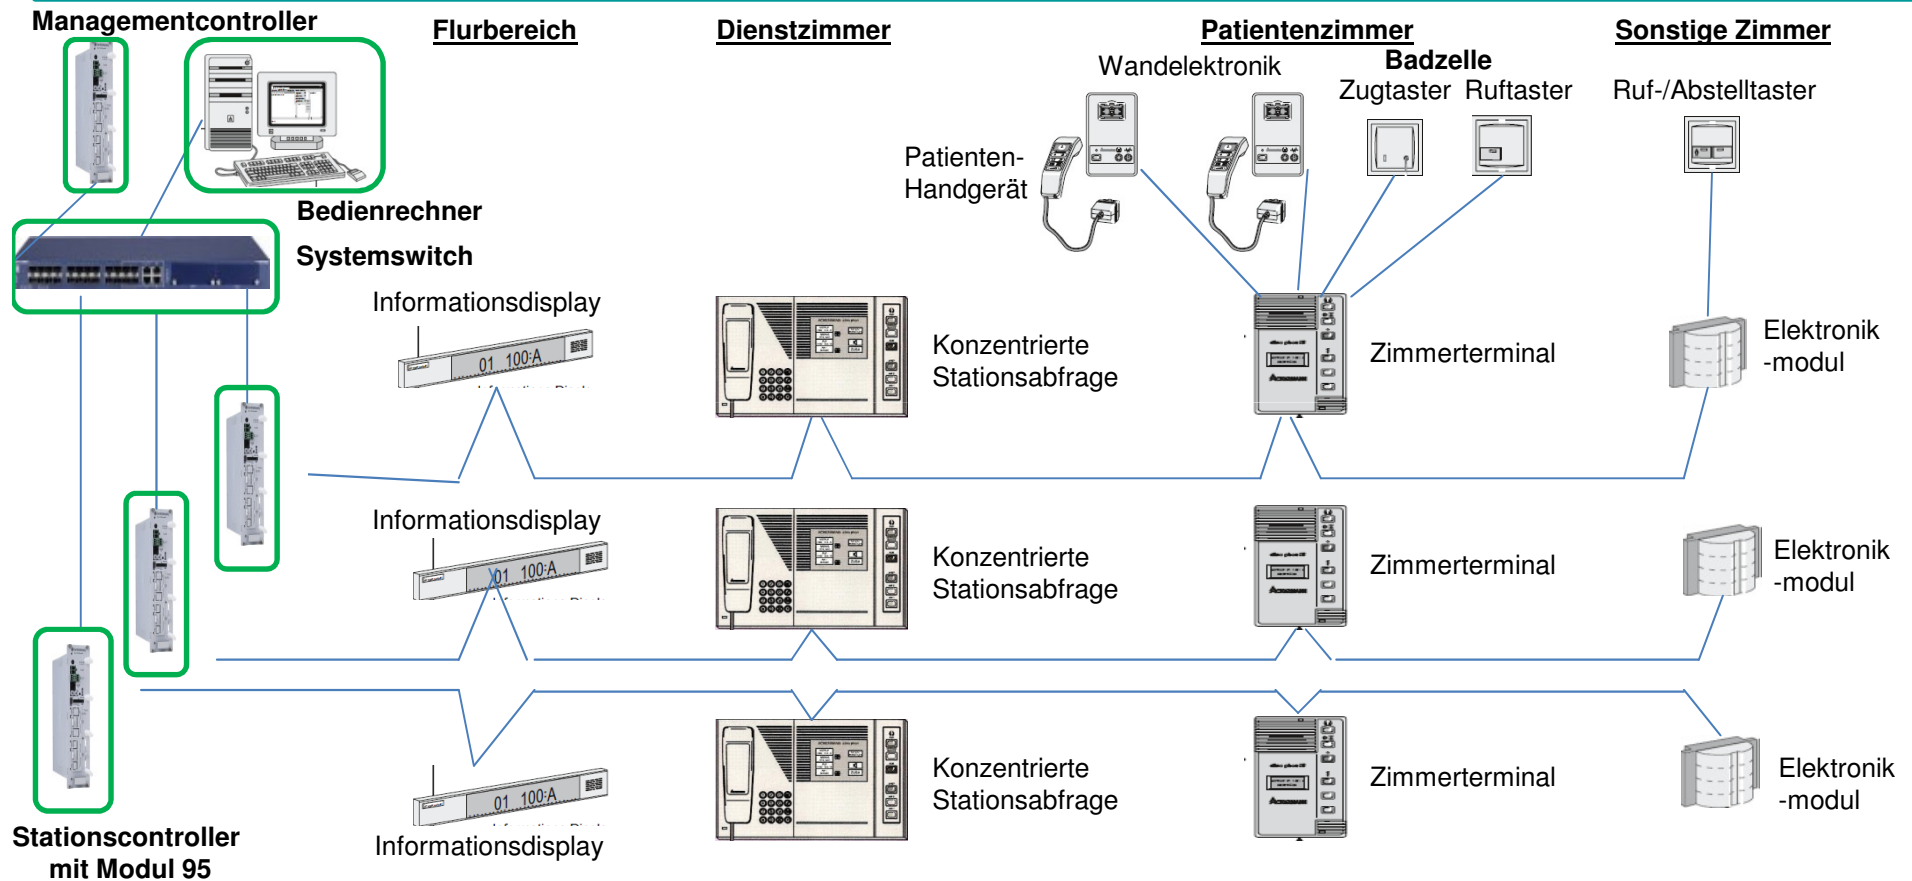 Managementcontroller
Flurbereich
Dienstzimmer
Patientenzimmer
Sonstige Zimmer
Wandelektronik
Badzelle
Zugtaster Ruftaster
Ruf-/Abstelltaster
Patienten-
Handgerät
Bedienrechner
Systemswitch
Informationsdisplay
01 100:A
Konzentrierte
Stationsabfrage
Zimmerterminal
Elektronik
-modul
Informationsdisplay
01 100:A
Konzentrierte
Stationsabfrage
Zimmerterminal
Elektronik
-modul
01 100:A
Informationsdisplay
Konzentrierte
Stationsabfrage
Zimmerterminal
Elektronik
-modul
Stationscontroller
mit Modul 95